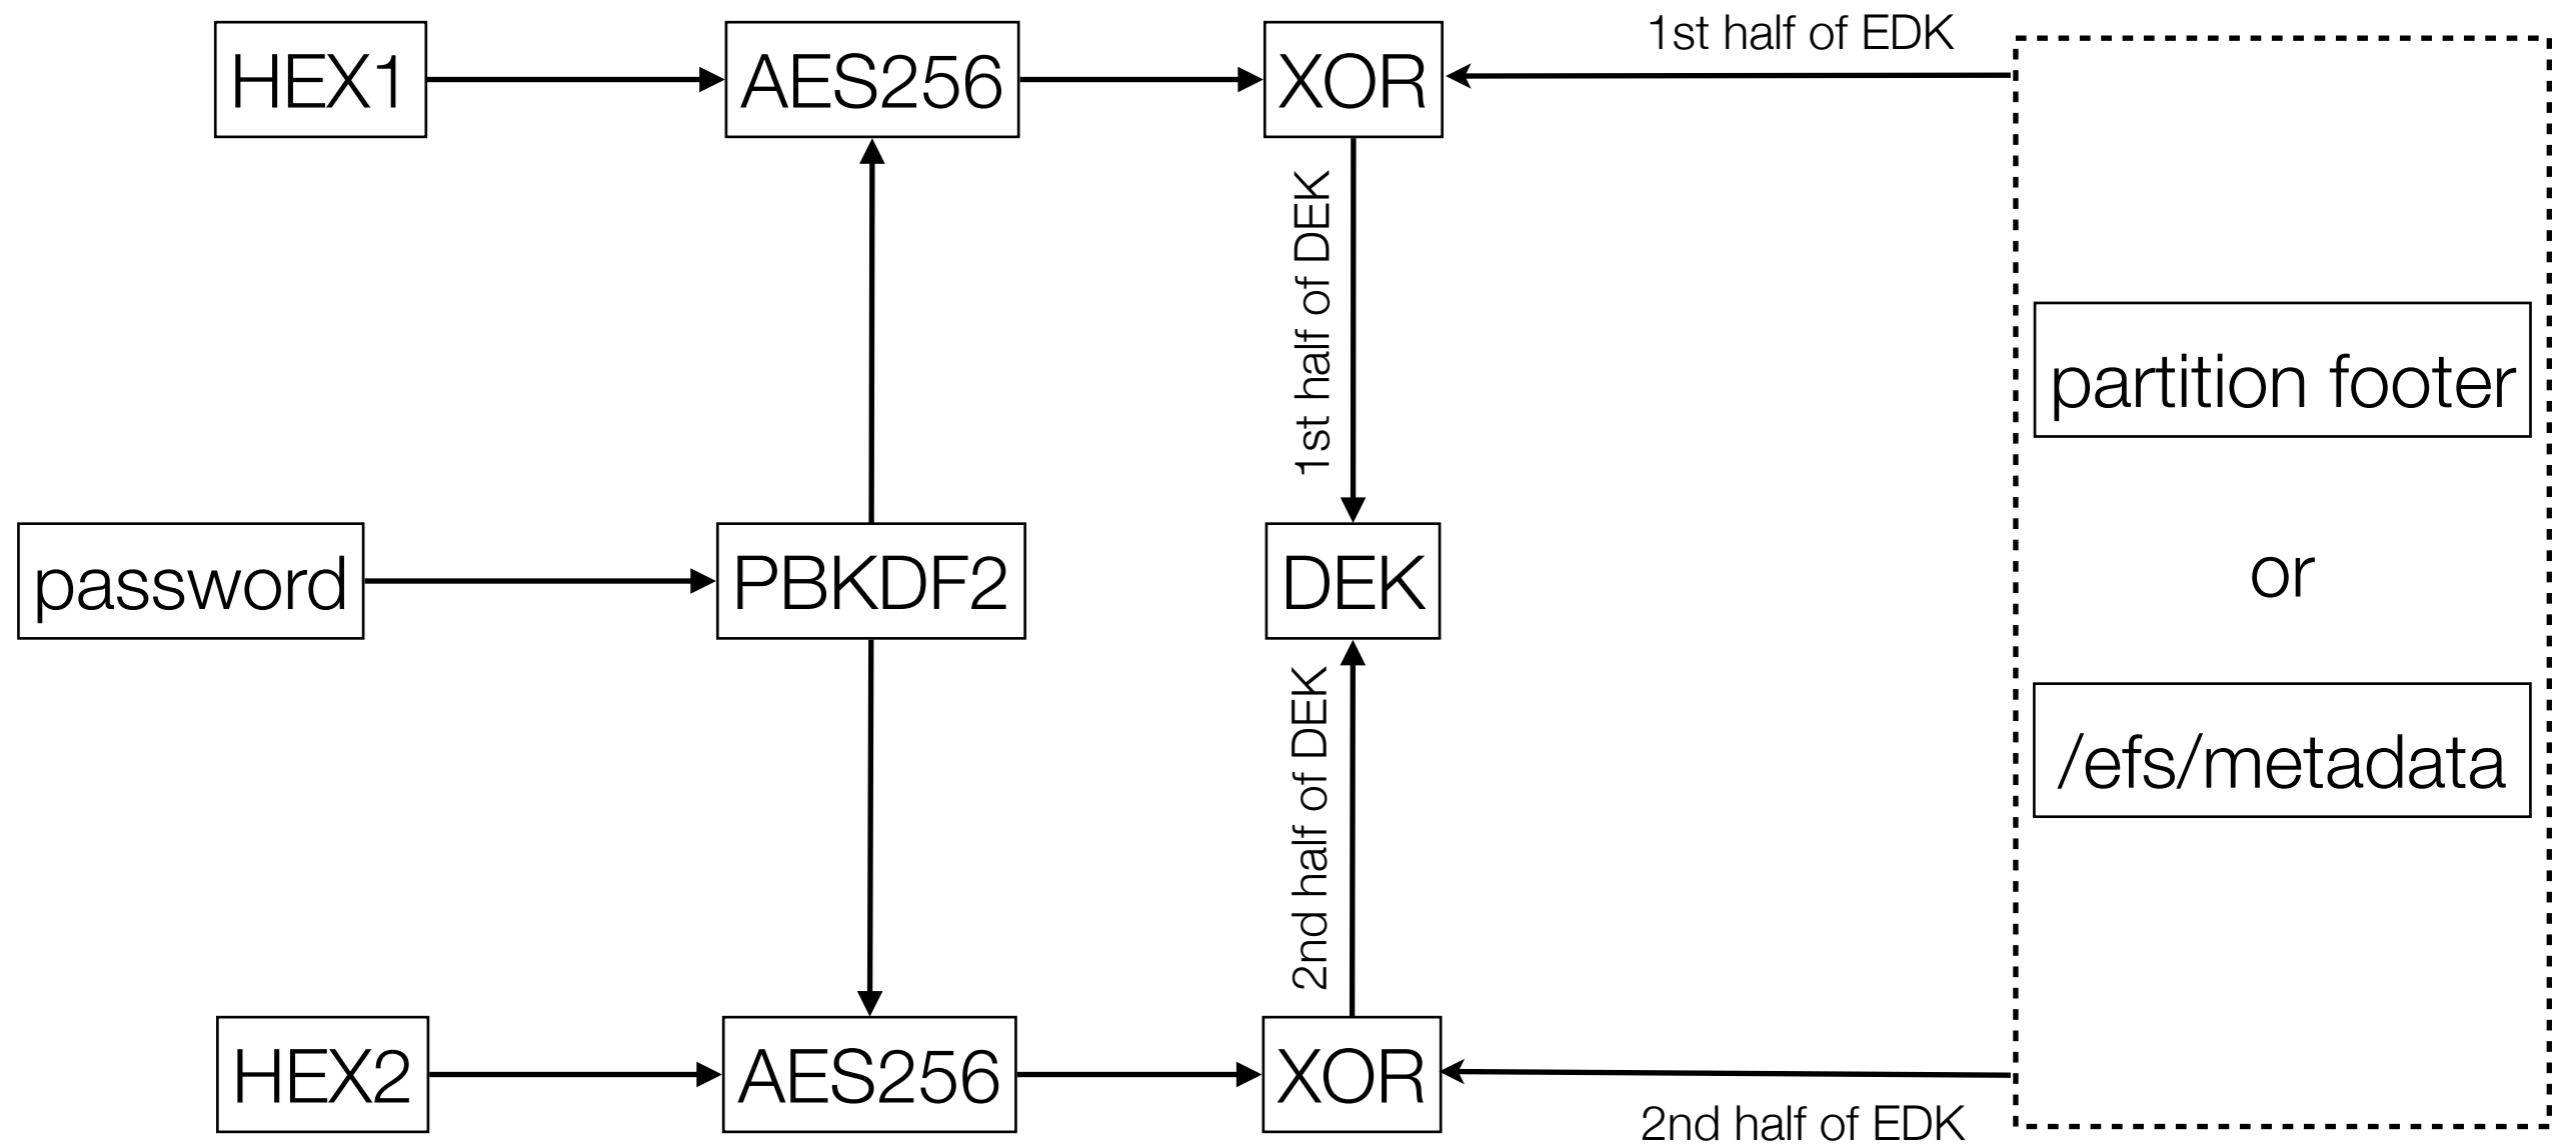 1st half of EDK
HEX1
AES256
XOR
1st half of DEK
partition footer
password
PBKDF2
DEK
or
2nd half of DEK
/efs/metadata
HEX2
AES256
XOR
2nd half of EDK